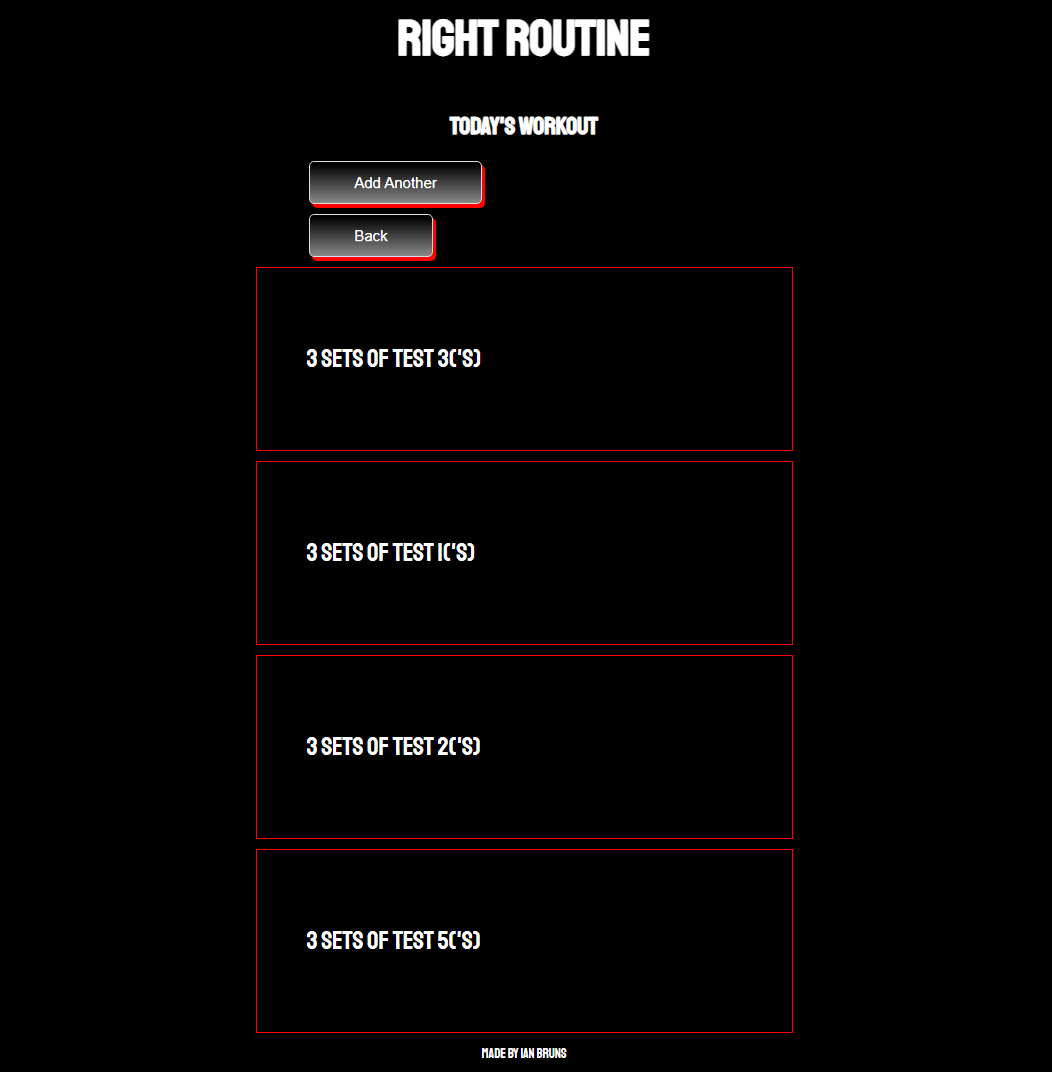 RIGHT ROUTINE
TODAY'S WORKOUT
Add Another
Back
3 SETS OF TEST 3('S)
3 SETS OF TEST 1('S)
3 SETS OF TEST 2('S)
3 SETS OF TEST 5('S)
MADE BY IAN BRUNS